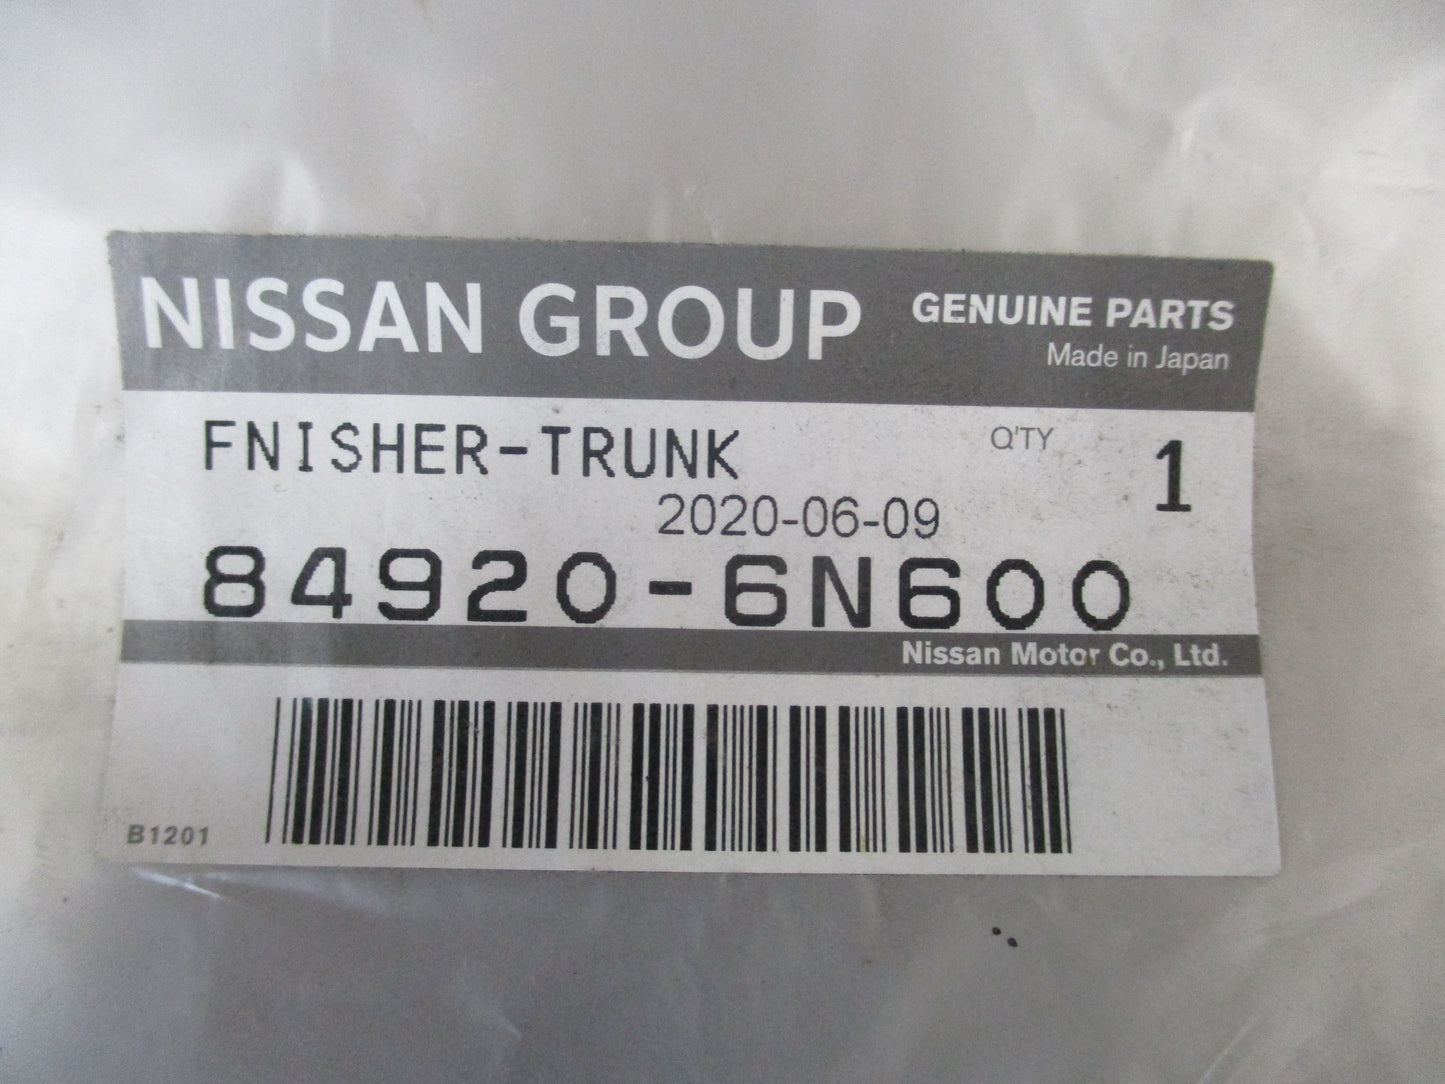 NISSAN GROUP GENUINE PARTS
Made in Japan
FNISHER-TRUNK Q'TY 1
2020-06-09
84920-6N600
Nissan Motor Co., Ltd.
B1201